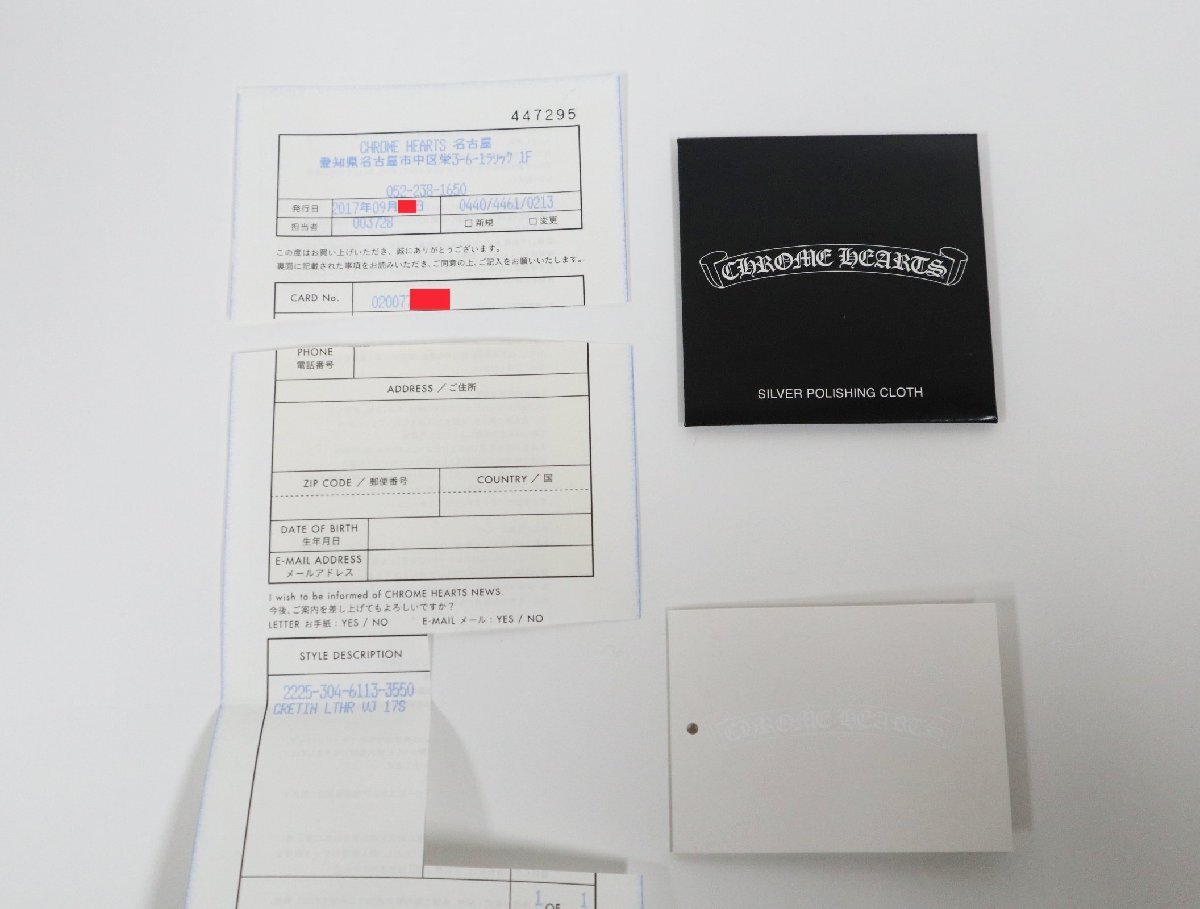 447295
CHROME HEARTS 名古屋
愛知県名古屋市中区栄3-6-1ラシック 1F
052-238-1650
発行日 2017年09月 日 0440/4461/0213
担当者 003728 □新規 □変更
この度はお買い上げいただき、誠にありがとうございます。
裏面に記載された事項をお読みいただき、ご同意の上、ご記入をお願いいたします。
CARD No. 02007
PHONE
電話番号
ADDRESS / ご住所
ZIP CODE / 郵便番号 COUNTRY / 国
DATE OF BIRTH
生年月日
E-MAIL ADDRESS
メールアドレス
I wish to be informed of CHROME HEARTS NEWS.
今後、ご案内を差し上げてもよろしいですか?
LETTER お手紙 : YES / NO E-MAIL メール : YES / NO
STYLE DESCRIPTION
2225-304-6113-3550
CRETIN LTHR VJ 17S
1 OF 1
CHROME HEARTS
SILVER POLISHING CLOTH
CHROME HEARTS